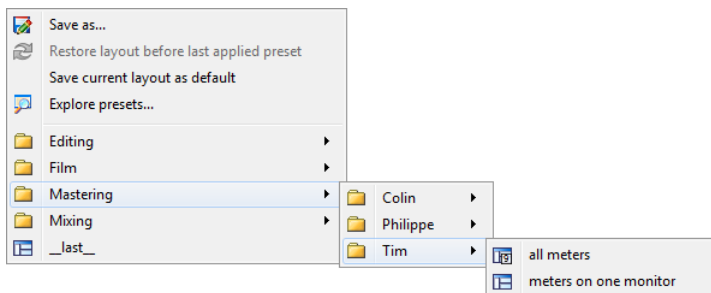 Save as...
Restore layout before last applied preset
Save current layout as default
Explore presets...
Editing
Film
Mastering
Mixing
__last__
Colin
Philippe
Tim
all meters
meters on one monitor